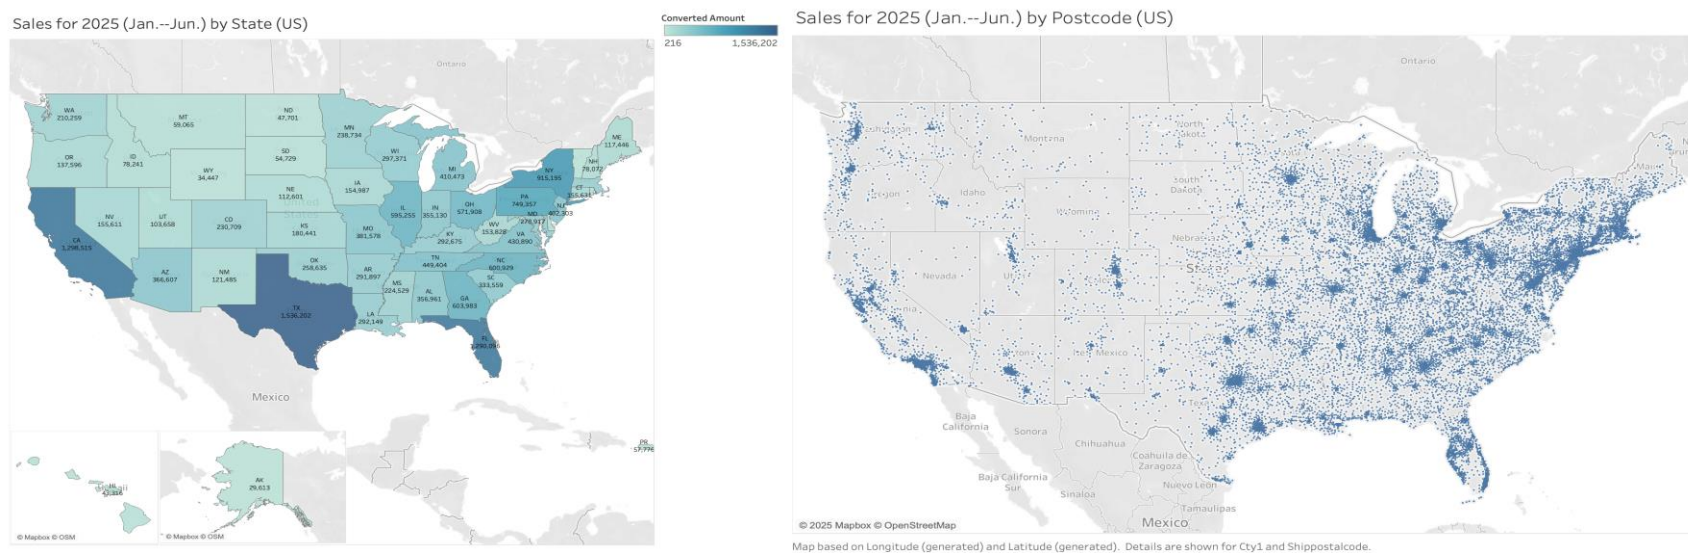 Sales for 2025 (Jan.--Jun.) by State (US)
Converted Amount
216 1,536,202
Ontario
WA
210,259
MT
59,065
ND
47,701
MN
238,734
ME
117,446
OR
137,596
ID
78,241
SD
54,729
WI
297,371
NH
78,072
WY
34,447
MI
410,473
NY
915,195
CT
IA
154,987
NE
112,601
PA
749,357
NJ
402,303
NV
155,611
UT
103,658
CO
230,709
IL
595,255
IN
355,130
OH
571,908
MD
278,917
CA
KS
180,441
MO
381,578
WV
153,828
VA
430,890
KY
292,675
AZ
366,607
NM
121,485
OK
258,635
AR
291,897
TN
449,404
NC
600,929
SC
333,559
MS
224,529
AL
356,961
GA
603,983
TX
1,536,202
LA
292,149
FL
Mexico
PR
57,776
HI
AK
29,613
© Mapbox © OSM
© Mapbox © OSM
Sales for 2025 (Jan.--Jun.) by Postcode (US)
Ontario
Montana
North
Dakota
Idaho
South
Dakota
Wyoming
Nevada
Mexico
Baja
California
Sonora
Chihuahua
Coahuila de
Zaragoza
Baja California
Sur
Sinaloa
Nuevo León
Tamaulipas
Mexico
© 2025 Mapbox © OpenStreetMap
Map based on Longitude (generated) and Latitude (generated). Details are shown for Cty1 and Shippostalcode.